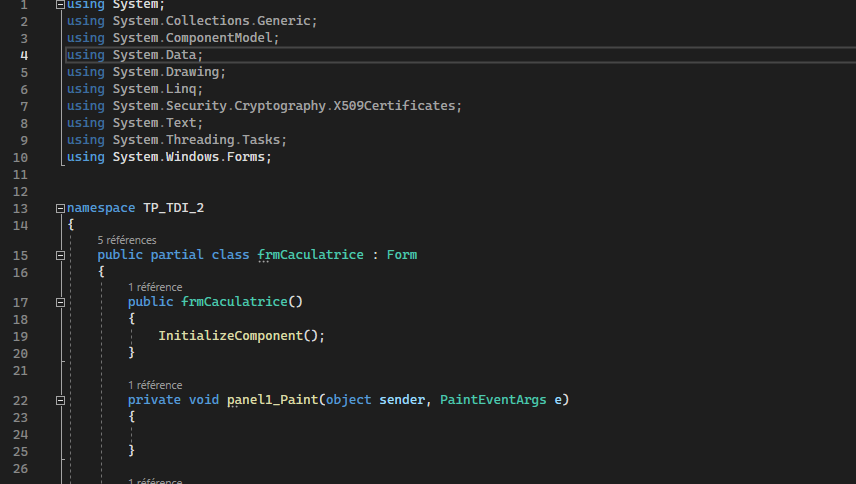 1 using System;
2 using System.Collections.Generic;
3 using System.ComponentModel;
4 using System.Data;
5 using System.Drawing;
6 using System.Linq;
7 using System.Security.Cryptography.X509Certificates;
8 using System.Text;
9 using System.Threading.Tasks;
10 using System.Windows.Forms;
11
12
13 namespace TP_TDI_2
14 {
5 références
15 public partial class frmCaculatrice : Form
16 {
1 référence
17 public frmCaculatrice()
18 {
19 InitializeComponent();
20 }
21
1 référence
22 private void panel1_Paint(object sender, PaintEventArgs e)
23 {
24
25 }
26
1 référence